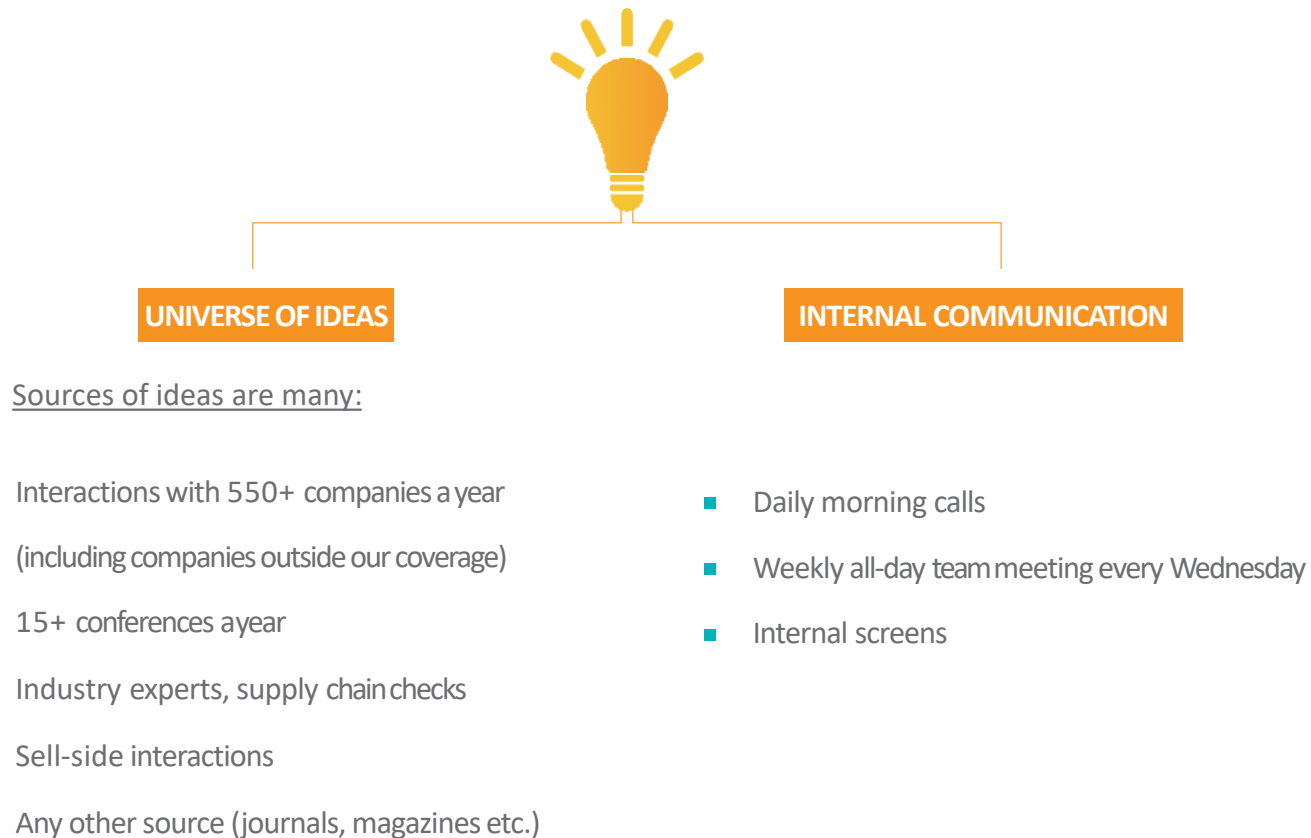 UNIVERSE OF IDEAS
Sources of ideas are many:
Interactions with 550+ companies a year
(including companies outside our coverage)
15+ conferences a year
Industry experts, supply chain checks
Sell-side interactions
Any other source (journals, magazines etc.)
INTERNAL COMMUNICATION
Daily morning calls
Weekly all-day team meeting every Wednesday
Internal screens